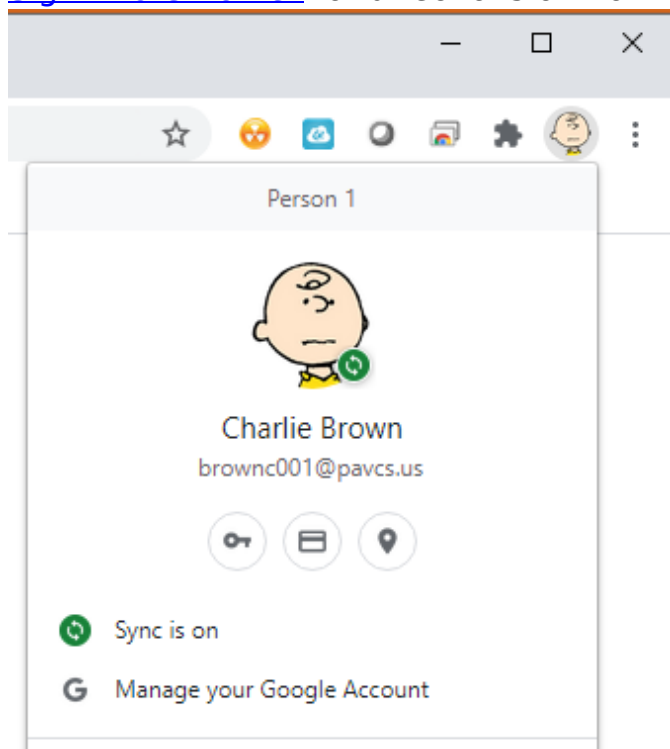 Person 1
Charlie Brown
brownc001@pavcs.us
Sync is on
G Manage your Google Account